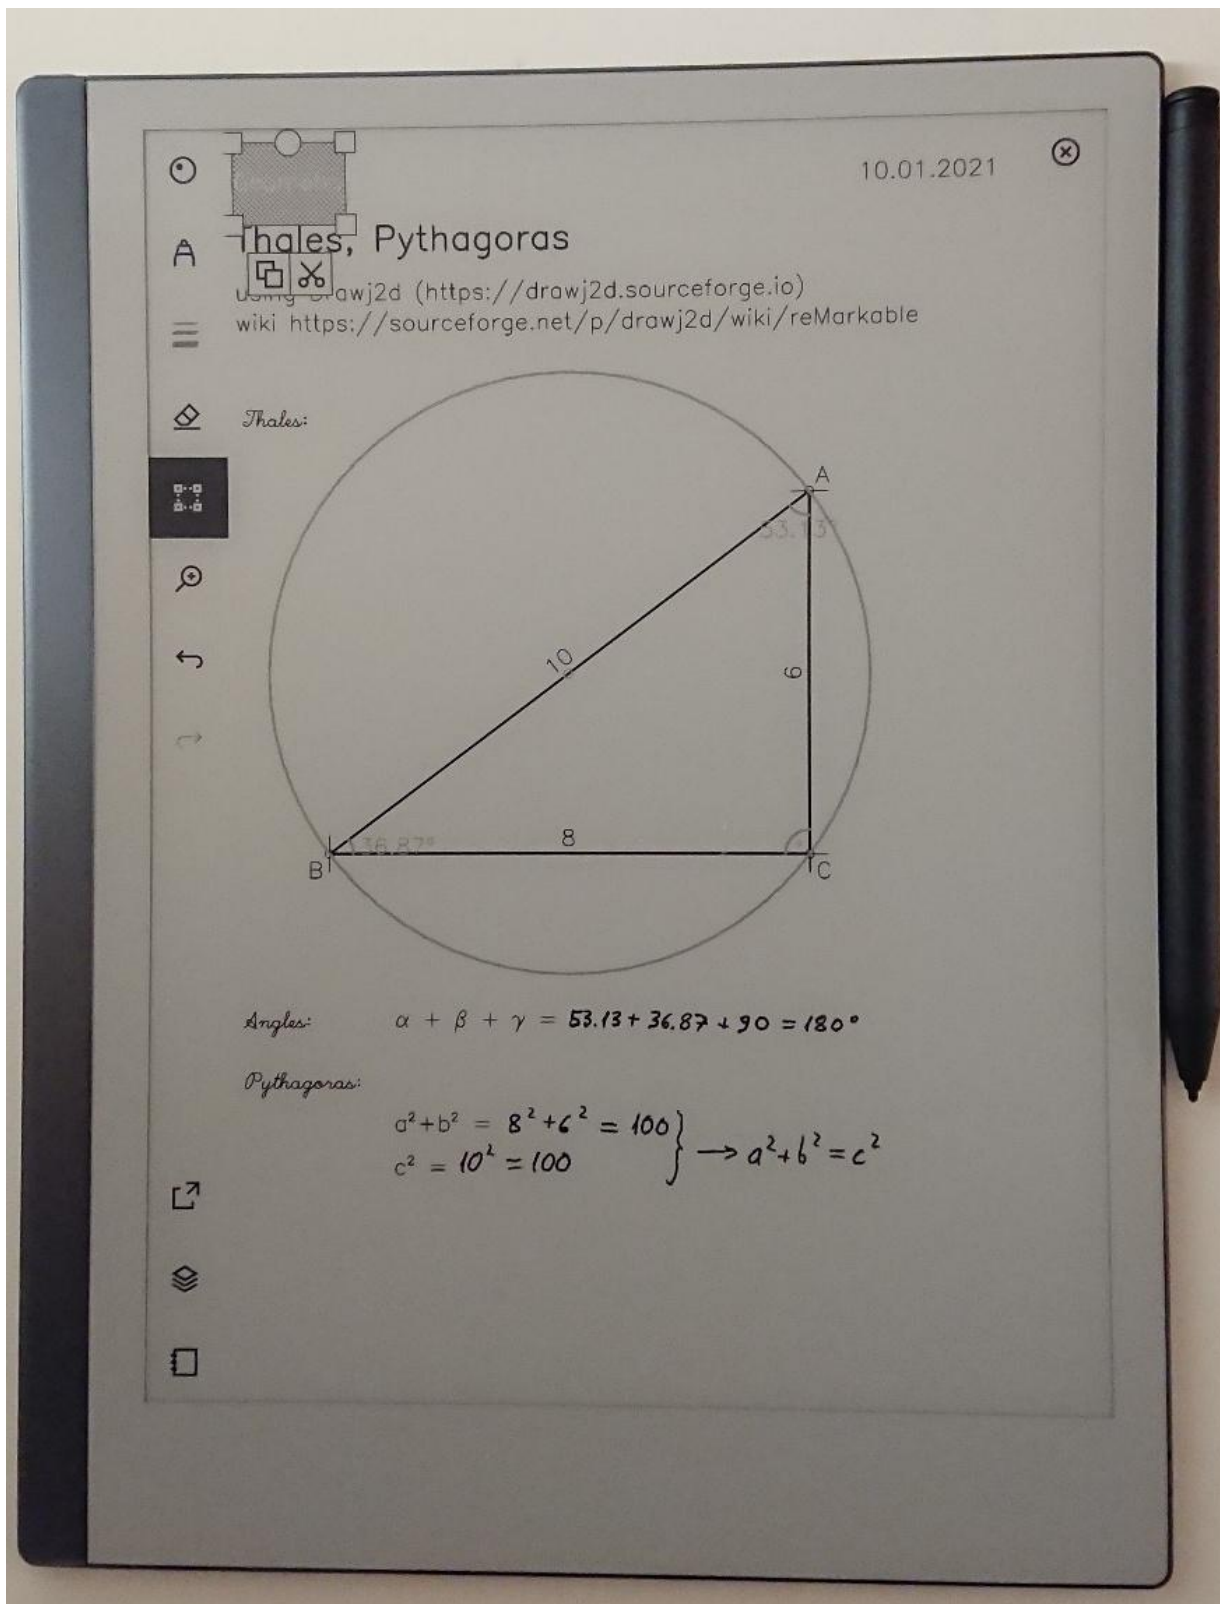 10.01.2021
Thales, Pythagoras
using Drawj2d (https://drawj2d.sourceforge.io)
wiki https://sourceforge.net/p/drawj2d/wiki/reMarkable
Thales:
A
53.13°
10
6
36.87°
8
B
C
Angles: α + β + γ = 53.13 + 36.87 + 90 = 180°
Pythagoras:
a²+b² = 8²+6² = 100 } → a²+b² = c²
c² = 10² = 100